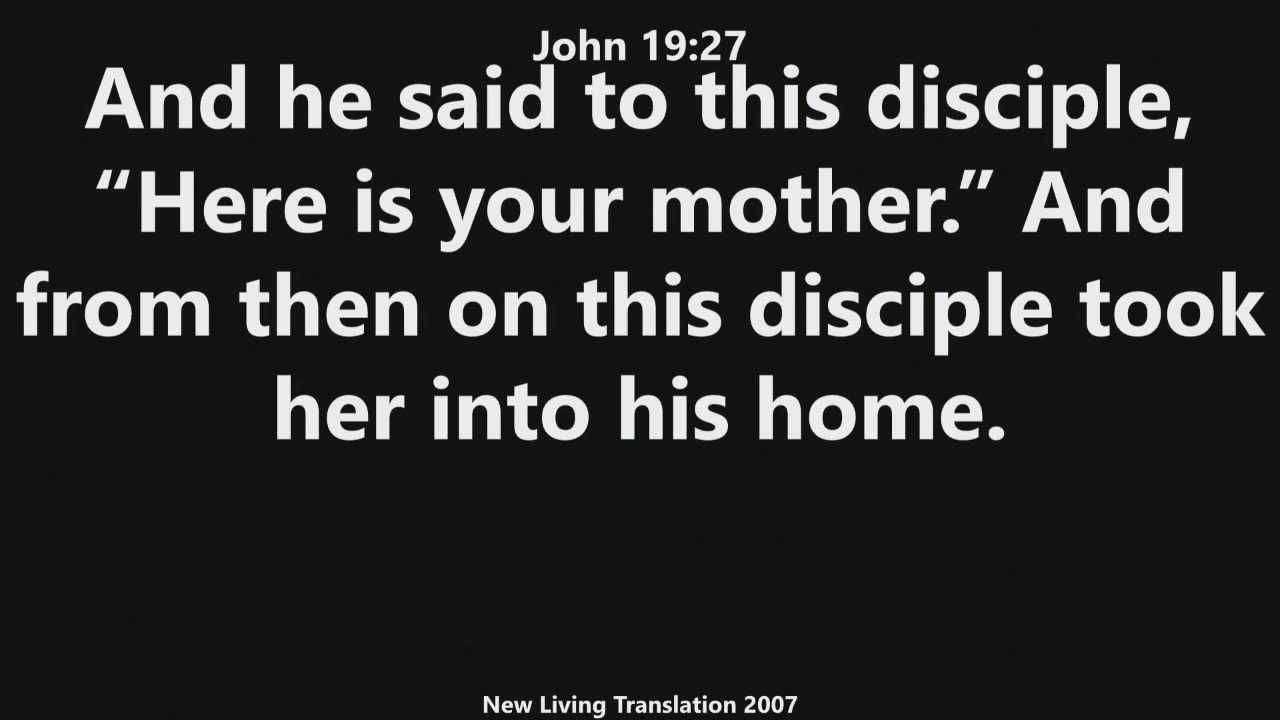 John 19:27
And he said to this disciple,
“Here is your mother.” And
from then on this disciple took
her into his home.
New Living Translation 2007